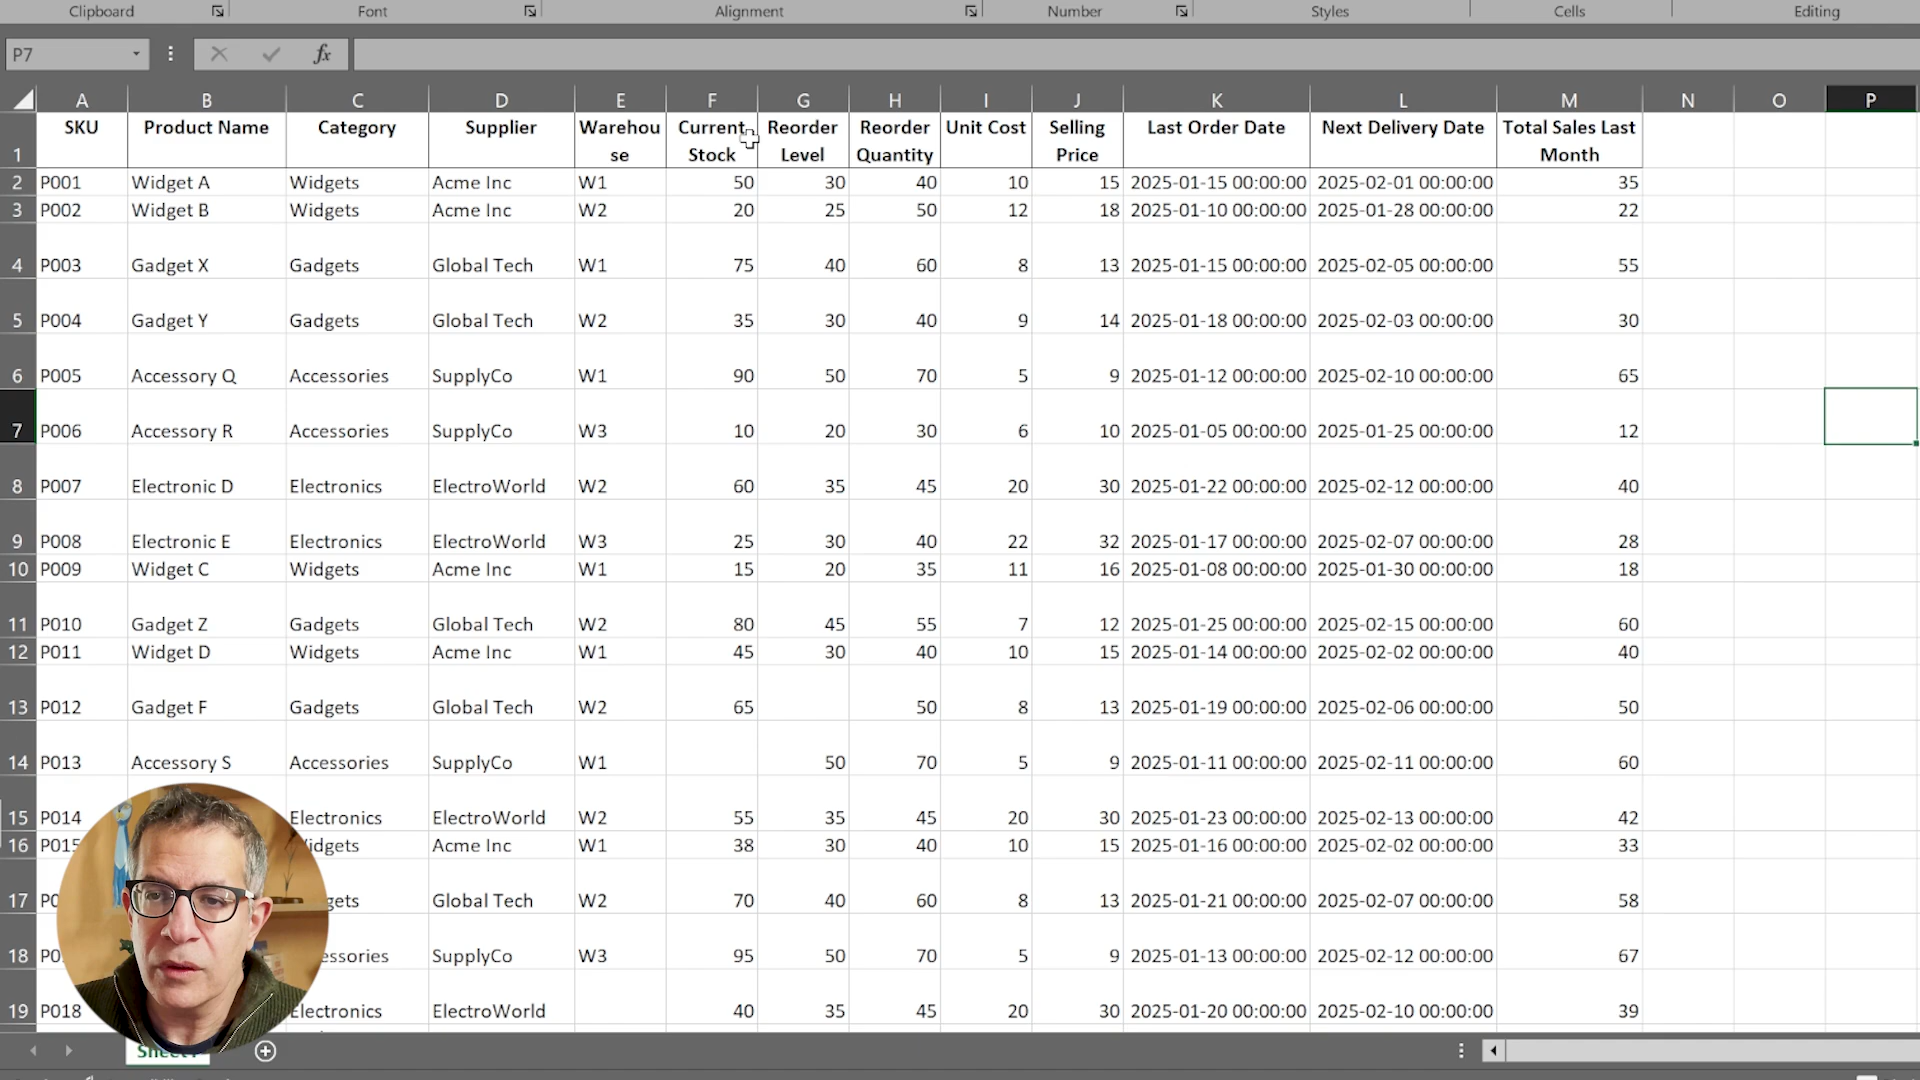 Clipboard Font Alignment Number Styles Cells Editing
P7 fx
A B C D E F G H I J K L M N O P
SKU Product Name Category Supplier Warehou Current Reorder Reorder Unit Cost Selling Last Order Date Next Delivery Date Total Sales Last
1 se Stock Level Quantity Price Month
2 P001 Widget A Widgets Acme Inc W1 50 30 40 10 15 2025-01-15 00:00:00 2025-02-01 00:00:00 35
3 P002 Widget B Widgets Acme Inc W2 20 25 50 12 18 2025-01-10 00:00:00 2025-01-28 00:00:00 22
4 P003 Gadget X Gadgets Global Tech W1 75 40 60 8 13 2025-01-15 00:00:00 2025-02-05 00:00:00 55
5 P004 Gadget Y Gadgets Global Tech W2 35 30 40 9 14 2025-01-18 00:00:00 2025-02-03 00:00:00 30
6 P005 Accessory Q Accessories SupplyCo W1 90 50 70 5 9 2025-01-12 00:00:00 2025-02-10 00:00:00 65
7 P006 Accessory R Accessories SupplyCo W3 10 20 30 6 10 2025-01-05 00:00:00 2025-01-25 00:00:00 12
8 P007 Electronic D Electronics ElectroWorld W2 60 35 45 20 30 2025-01-22 00:00:00 2025-02-12 00:00:00 40
9 P008 Electronic E Electronics ElectroWorld W3 25 30 40 22 32 2025-01-17 00:00:00 2025-02-07 00:00:00 28
10 P009 Widget C Widgets Acme Inc W1 15 20 35 11 16 2025-01-08 00:00:00 2025-01-30 00:00:00 18
11 P010 Gadget Z Gadgets Global Tech W2 80 45 55 7 12 2025-01-25 00:00:00 2025-02-15 00:00:00 60
12 P011 Widget D Widgets Acme Inc W1 45 30 40 10 15 2025-01-14 00:00:00 2025-02-02 00:00:00 40
13 P012 Gadget F Gadgets Global Tech W2 65 50 8 13 2025-01-19 00:00:00 2025-02-06 00:00:00 50
14 P013 Accessory S Accessories SupplyCo W1 50 70 5 9 2025-01-11 00:00:00 2025-02-11 00:00:00 60
15 P014 Electronics ElectroWorld W2 55 35 45 20 30 2025-01-23 00:00:00 2025-02-13 00:00:00 42
16 P015 idgets Acme Inc W1 38 30 40 10 15 2025-01-16 00:00:00 2025-02-02 00:00:00 33
17 P0 gets Global Tech W2 70 40 60 8 13 2025-01-21 00:00:00 2025-02-07 00:00:00 58
18 P0 essories SupplyCo W3 95 50 70 5 9 2025-01-13 00:00:00 2025-02-12 00:00:00 67
19 P018 Electronics ElectroWorld 40 35 45 20 30 2025-01-20 00:00:00 2025-02-10 00:00:00 39